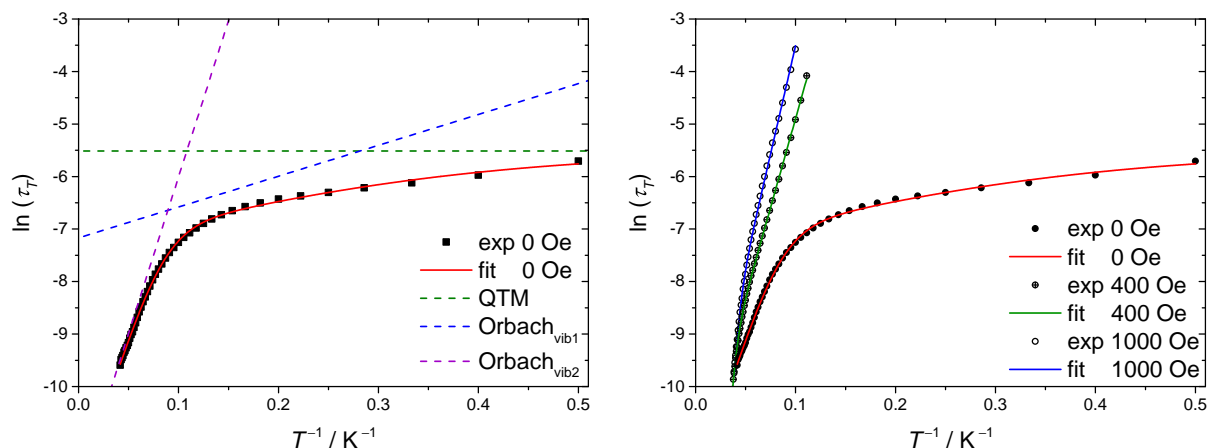 -3
-4
-5
-6
-7
-8
-9
-10
ln (τT)
0.0 0.1 0.2 0.3 0.4 0.5
T⁻¹ / K⁻¹
exp 0 Oe
fit 0 Oe
QTM
Orbachvib1
Orbachvib2
-3
-4
-5
-6
-7
-8
-9
-10
ln (τT)
0.0 0.1 0.2 0.3 0.4 0.5
T⁻¹ / K⁻¹
exp 0 Oe
fit 0 Oe
exp 400 Oe
fit 400 Oe
exp 1000 Oe
fit 1000 Oe